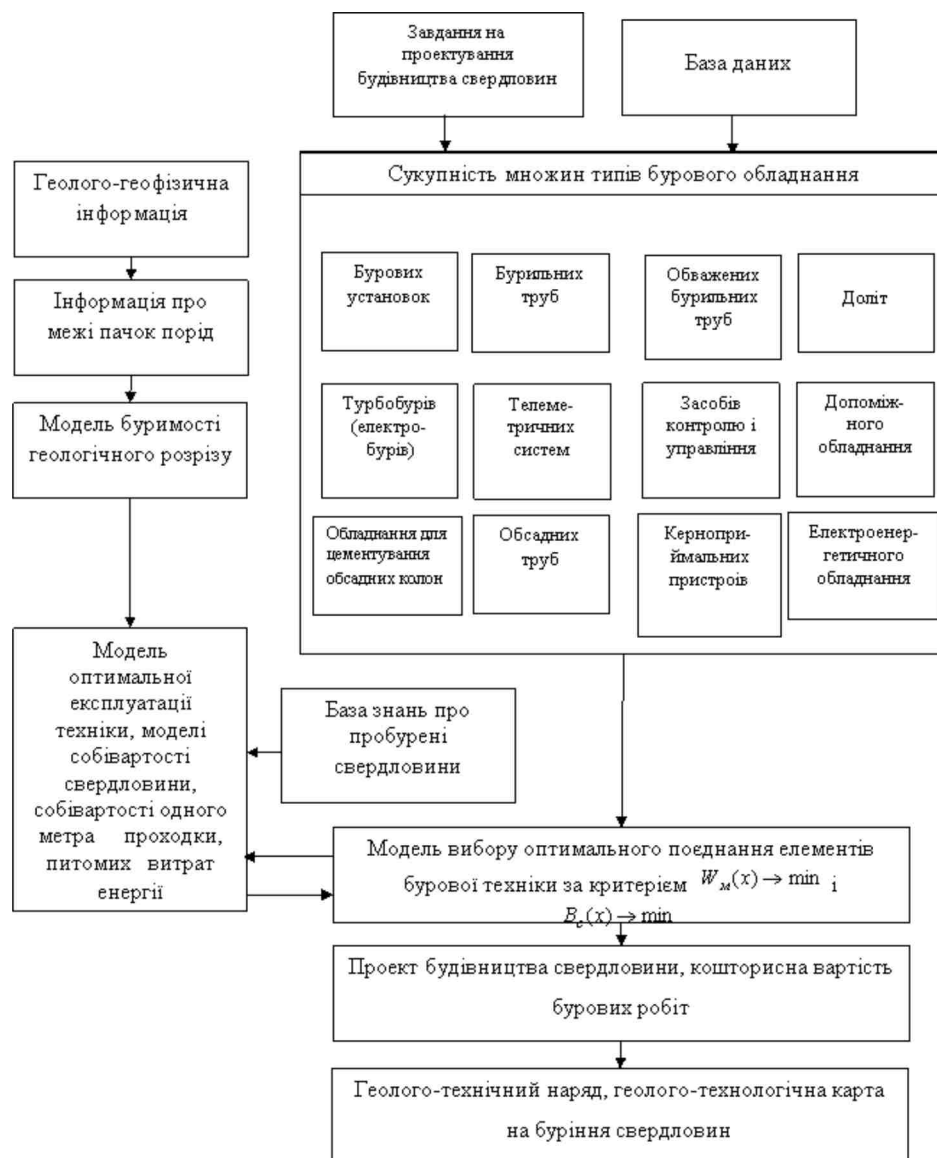 Завдання на
проектування
будівництва свердловин
База даних
Сукупність множин типів бурового обладнання
Геолого-геофізична
інформація
Бурових
установок
Бурильних
труб
Обважених
бурильних
труб
Доліт
Інформація про
межі пачок порід
Турбобурів
(електро-
бурів)
Телеме-
тричних
систем
Засобів
контролю і
управління
Допоміж-
ного
обладнання
Модель буримості
геологічного розрізу
Обладнання для
цементування
обсадних колон
Обсадних
труб
Керноприй-
ймальних
пристроїв
Електроенер-
гетичного
обладнання
Модель
оптимальної
експлуатації
техніки, моделі
собівартості
свердловини,
собівартості одного
метра проходки,
питомих витрат
енергії
База знань про
пробурені
свердловини
Модель вибору оптимального поєднання елементів
бурової техніки за критерієм W_M(x) → min і
B_c(x) → min
Проект будівництва свердловини, кошторисна вартість
бурових робіт
Геолого-технічний наряд, геолого-технологічна карта
на буріння свердловин